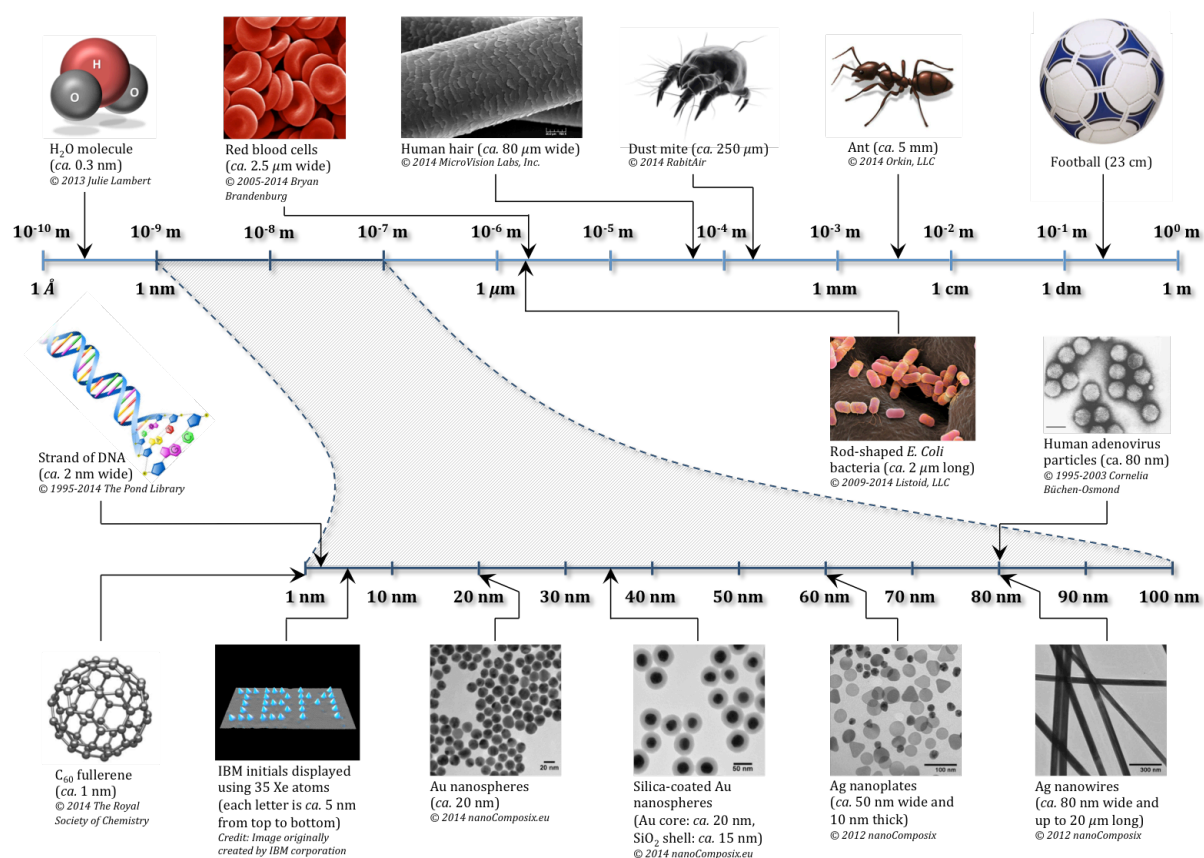 H
O
O
H2O molecule
(ca. 0.3 nm)
© 2013 Julie Lambert
Red blood cells
(ca. 2.5 μm wide)
© 2005-2014 Bryan
Brandenburg
Human hair (ca. 80 μm wide)
© 2014 MicroVision Labs, Inc.
Dust mite (ca. 250 μm)
© 2014 RabitAir
Ant (ca. 5 mm)
© 2014 Orkin, LLC
Football (23 cm)
10⁻¹⁰ m 10⁻⁹ m 10⁻⁸ m 10⁻⁷ m 10⁻⁶ m 10⁻⁵ m 10⁻⁴ m 10⁻³ m 10⁻² m 10⁻¹ m 10⁰ m
1 Å 1 nm 1 μm 1 mm 1 cm 1 dm 1 m
Strand of DNA
(ca. 2 nm wide)
© 1995-2014 The Pond Library
Rod-shaped E. Coli
bacteria (ca. 2 μm long)
© 2009-2014 Listoid, LLC
Human adenovirus
particles (ca. 80 nm)
© 1995-2003 Cornelia
Büchen-Osmond
1 nm 10 nm 20 nm 30 nm 40 nm 50 nm 60 nm 70 nm 80 nm 90 nm 100 nm
C60 fullerene
(ca. 1 nm)
© 2014 The Royal
Society of Chemistry
IBM
IBM initials displayed
using 35 Xe atoms
(each letter is ca. 5 nm
from top to bottom)
Credit: Image originally
created by IBM corporation
20 nm
Au nanospheres
(ca. 20 nm)
© 2014 nanoComposix.eu
50 nm
Silica-coated Au
nanospheres
(Au core: ca. 20 nm,
SiO2 shell: ca. 15 nm)
© 2014 nanoComposix.eu
100 nm
Ag nanoplates
(ca. 50 nm wide and
10 nm thick)
© 2012 nanoComposix
300 nm
Ag nanowires
(ca. 80 nm wide and
up to 20 μm long)
© 2012 nanoComposix